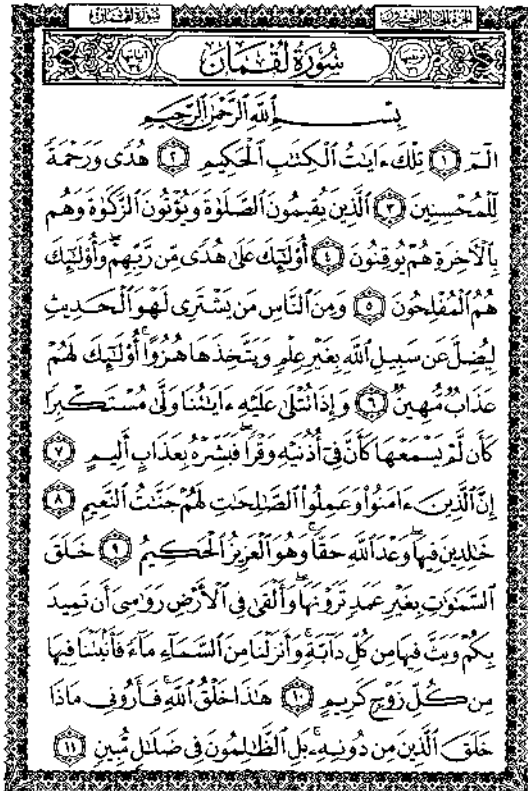 سُورَةُ لُقْمَانَ
الجزء الحادي والعشرون
سُورَةُ لُقْمَانَ
بِسْمِ ٱللَّهِ ٱلرَّحْمَٰنِ ٱلرَّحِيمِ
الٓمٓ ١ تِلْكَ ءَايَٰتُ ٱلْكِتَٰبِ ٱلْحَكِيمِ ٢ هُدًى وَرَحْمَةً
لِّلْمُحْسِنِينَ ٣ ٱلَّذِينَ يُقِيمُونَ ٱلصَّلَوٰةَ وَيُؤْتُونَ ٱلزَّكَوٰةَ وَهُم
بِٱلْأٓخِرَةِ هُمْ يُوقِنُونَ ٤ أُو۟لَٰٓئِكَ عَلَىٰ هُدًى مِّن رَّبِّهِمْ ۖ وَأُو۟لَٰٓئِكَ
هُمُ ٱلْمُفْلِحُونَ ٥ وَمِنَ ٱلنَّاسِ مَن يَشْتَرِى لَهْوَ ٱلْحَدِيثِ
لِيُضِلَّ عَن سَبِيلِ ٱللَّهِ بِغَيْرِ عِلْمٍ وَيَتَّخِذَهَا هُزُوًا ۚ أُو۟لَٰٓئِكَ لَهُمْ
عَذَابٌ مُّهِينٌ ٦ وَإِذَا تُتْلَىٰ عَلَيْهِ ءَايَٰتُنَا وَلَّىٰ مُسْتَكْبِرًا
كَأَن لَّمْ يَسْمَعْهَا كَأَنَّ فِىٓ أُذُنَيْهِ وَقْرًا ۖ فَبَشِّرْهُ بِعَذَابٍ أَلِيمٍ ٧
إِنَّ ٱلَّذِينَ ءَامَنُوا۟ وَعَمِلُوا۟ ٱلصَّٰلِحَٰتِ لَهُمْ جَنَّٰتُ ٱلنَّعِيمِ ٨
خَٰلِدِينَ فِيهَا ۖ وَعْدَ ٱللَّهِ حَقًّا ۚ وَهُوَ ٱلْعَزِيزُ ٱلْحَكِيمُ ٩ خَلَقَ
ٱلسَّمَٰوَٰتِ بِغَيْرِ عَمَدٍ تَرَوْنَهَا ۖ وَأَلْقَىٰ فِى ٱلْأَرْضِ رَوَٰسِىَ أَن تَمِيدَ
بِكُمْ وَبَثَّ فِيهَا مِن كُلِّ دَآبَّةٍ ۚ وَأَنزَلْنَا مِنَ ٱلسَّمَآءِ مَآءً فَأَنۢبَتْنَا فِيهَا
مِن كُلِّ زَوْجٍ كَرِيمٍ ١٠ هَٰذَا خَلْقُ ٱللَّهِ فَأَرُونِى مَاذَا
خَلَقَ ٱلَّذِينَ مِن دُونِهِۦ ۚ بَلِ ٱلظَّٰلِمُونَ فِى ضَلَٰلٍ مُّبِينٍ ١١